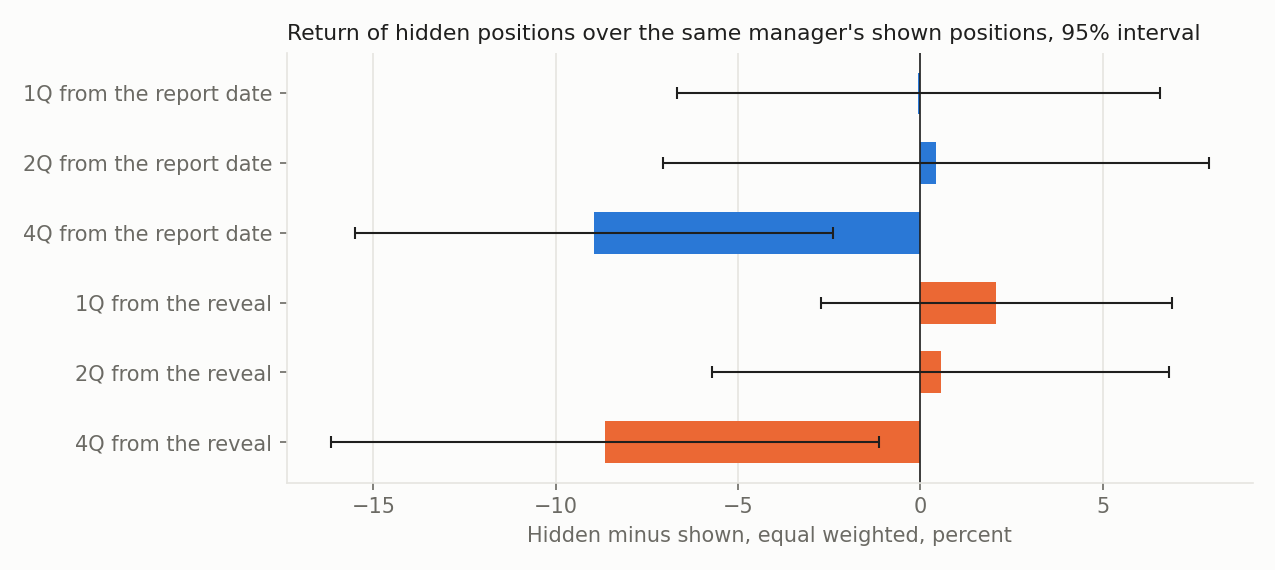 Return of hidden positions over the same manager's shown positions, 95% interval
1Q from the report date
2Q from the report date
4Q from the report date
1Q from the reveal
2Q from the reveal
4Q from the reveal
−15 −10 −5 0 5
Hidden minus shown, equal weighted, percent